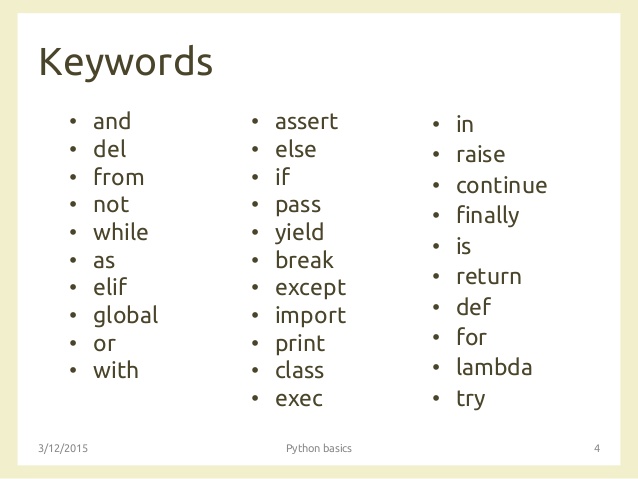 Keywords
• and
• del
• from
• not
• while
• as
• elif
• global
• or
• with
• assert
• else
• if
• pass
• yield
• break
• except
• import
• print
• class
• exec
• in
• raise
• continue
• finally
• is
• return
• def
• for
• lambda
• try
3/12/2015 Python basics 4